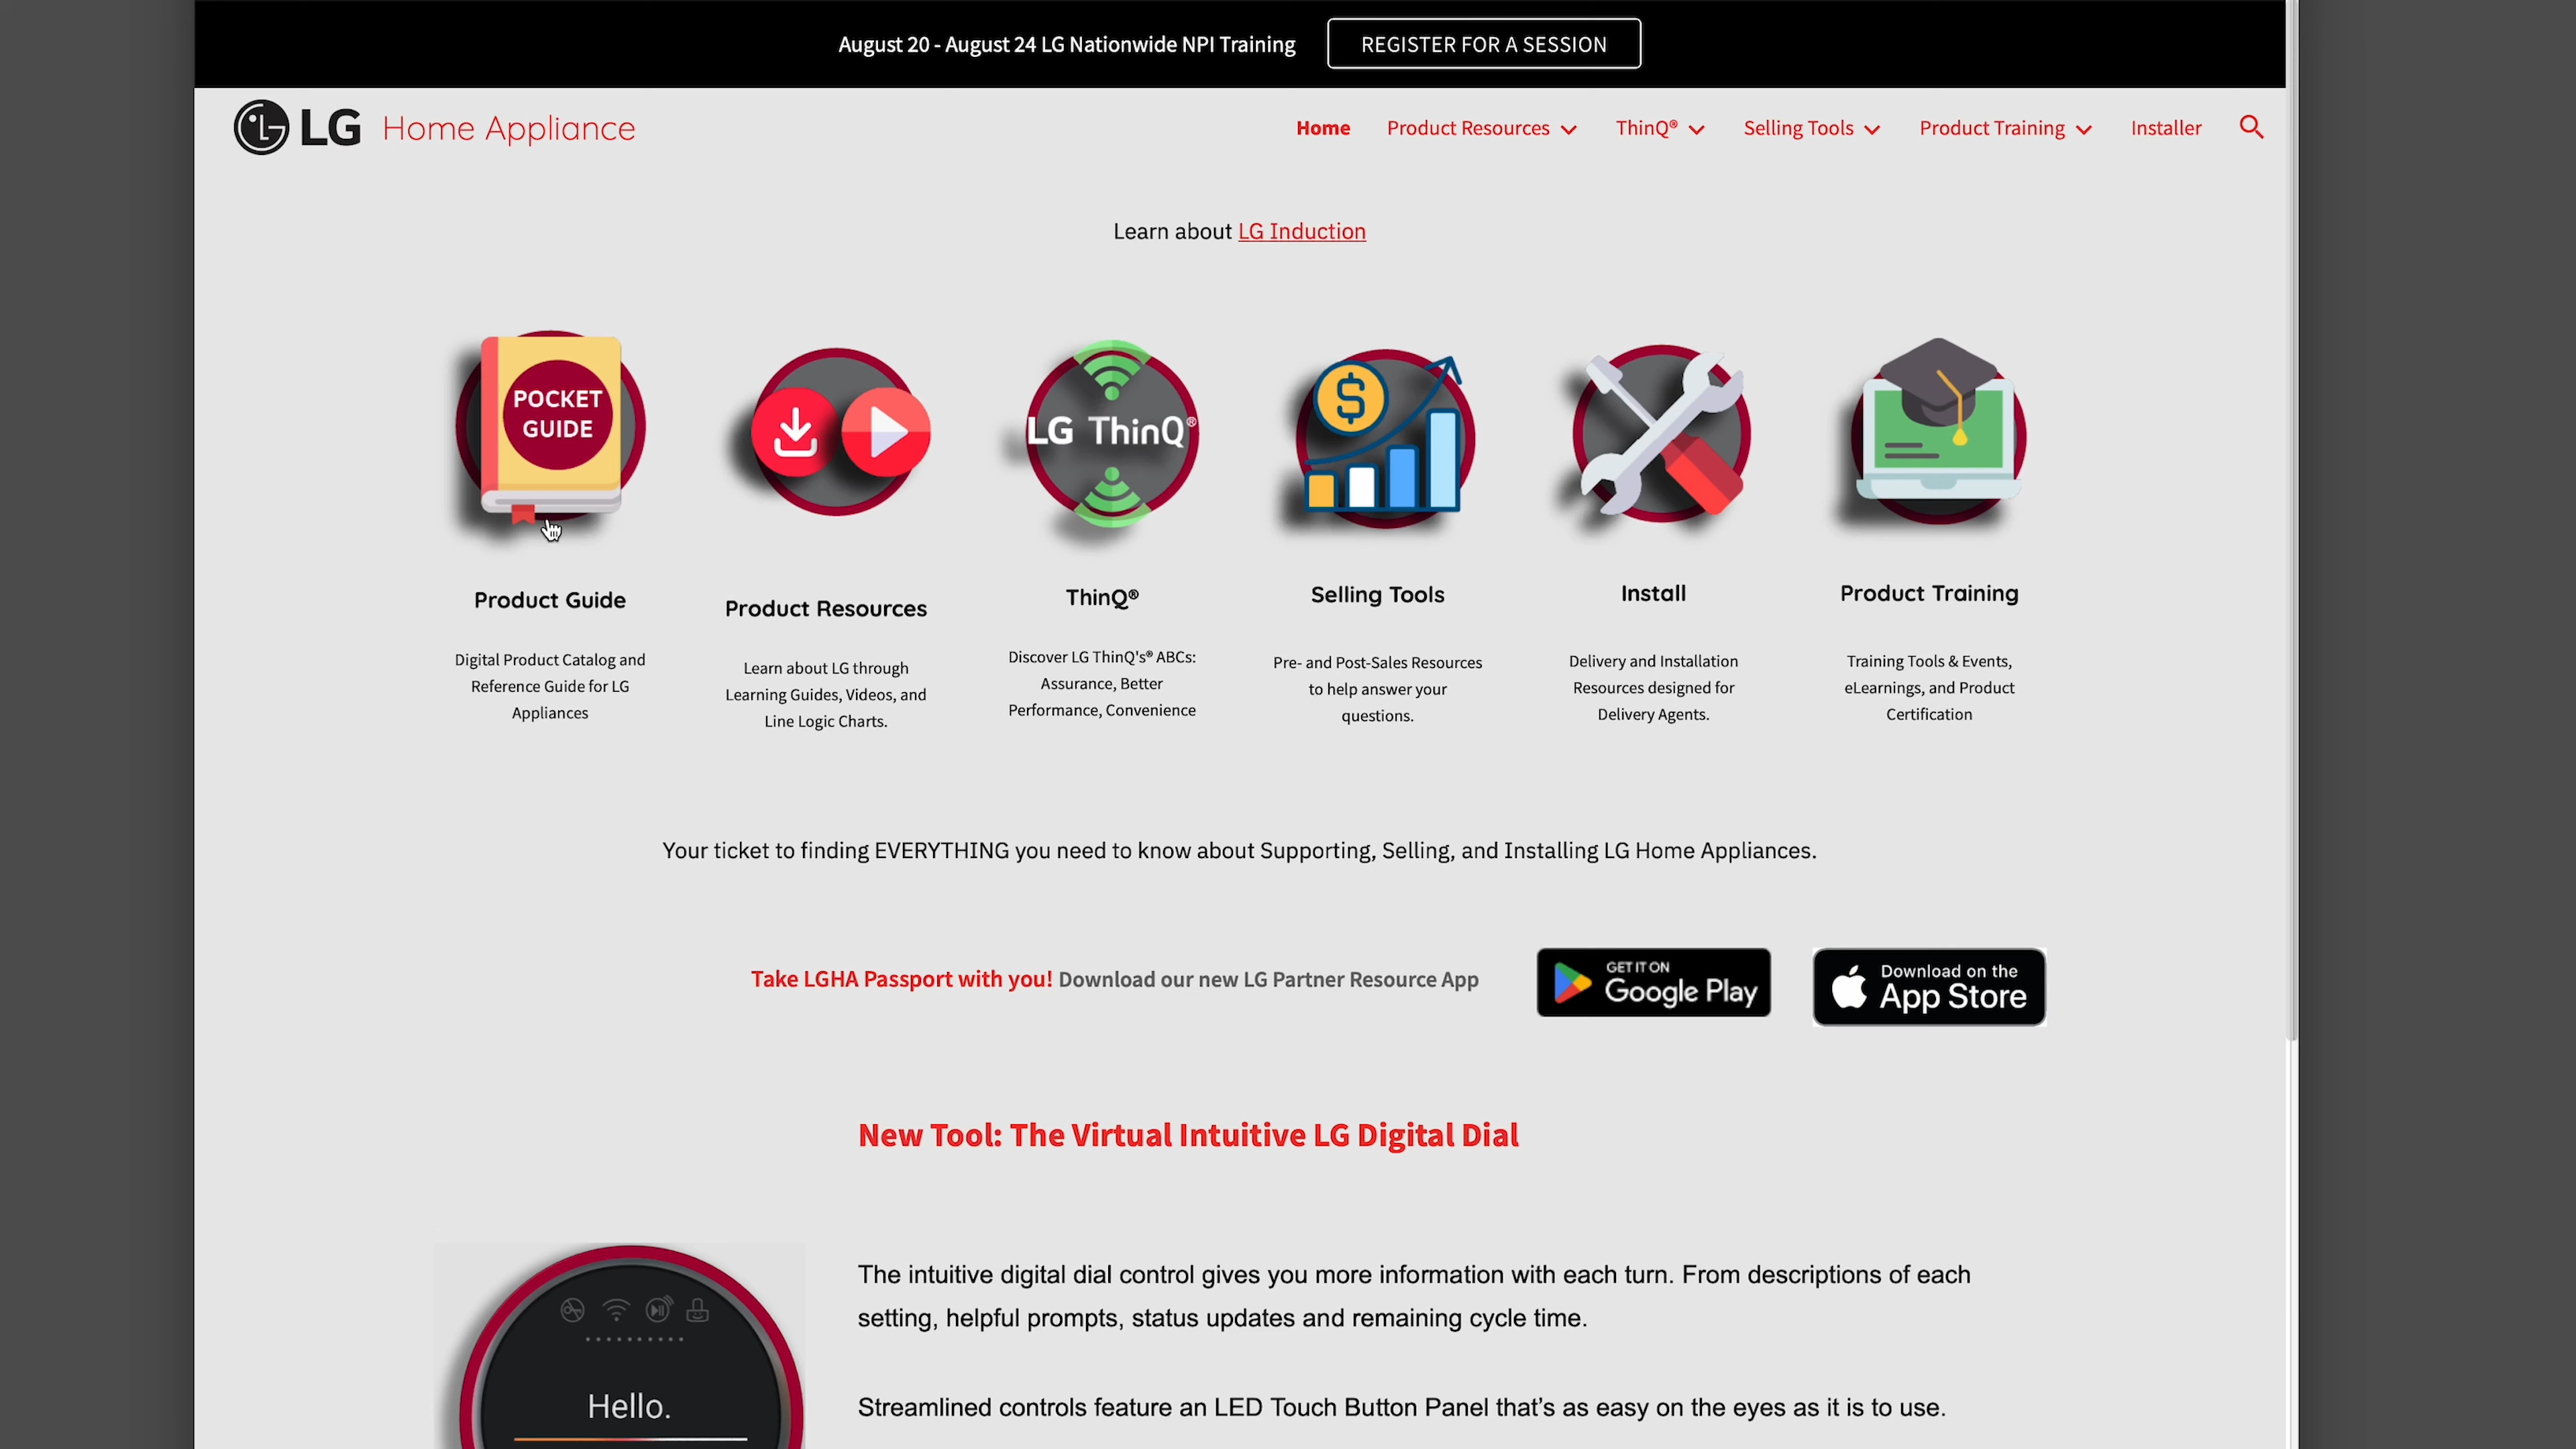 August 20 - August 24 LG Nationwide NPI Training
REGISTER FOR A SESSION
LG Home Appliance
Home
Product Resources
ThinQ®
Selling Tools
Product Training
Installer
Learn about LG Induction
POCKET
GUIDE
LG ThinQ®
$
Product Guide
Digital Product Catalog and
Reference Guide for LG
Appliances
Product Resources
Learn about LG through
Learning Guides, Videos, and
Line Logic Charts.
ThinQ®
Discover LG ThinQ's® ABCs:
Assurance, Better
Performance, Convenience
Selling Tools
Pre- and Post-Sales Resources
to help answer your
questions.
Install
Delivery and Installation
Resources designed for
Delivery Agents.
Product Training
Training Tools & Events,
eLearnings, and Product
Certification
Your ticket to finding EVERYTHING you need to know about Supporting, Selling, and Installing LG Home Appliances.
Take LGHA Passport with you! Download our new LG Partner Resource App
GET IT ON
Google Play
Download on the
App Store
New Tool: The Virtual Intuitive LG Digital Dial
Hello.
The intuitive digital dial control gives you more information with each turn. From descriptions of each
setting, helpful prompts, status updates and remaining cycle time.
Streamlined controls feature an LED Touch Button Panel that’s as easy on the eyes as it is to use.